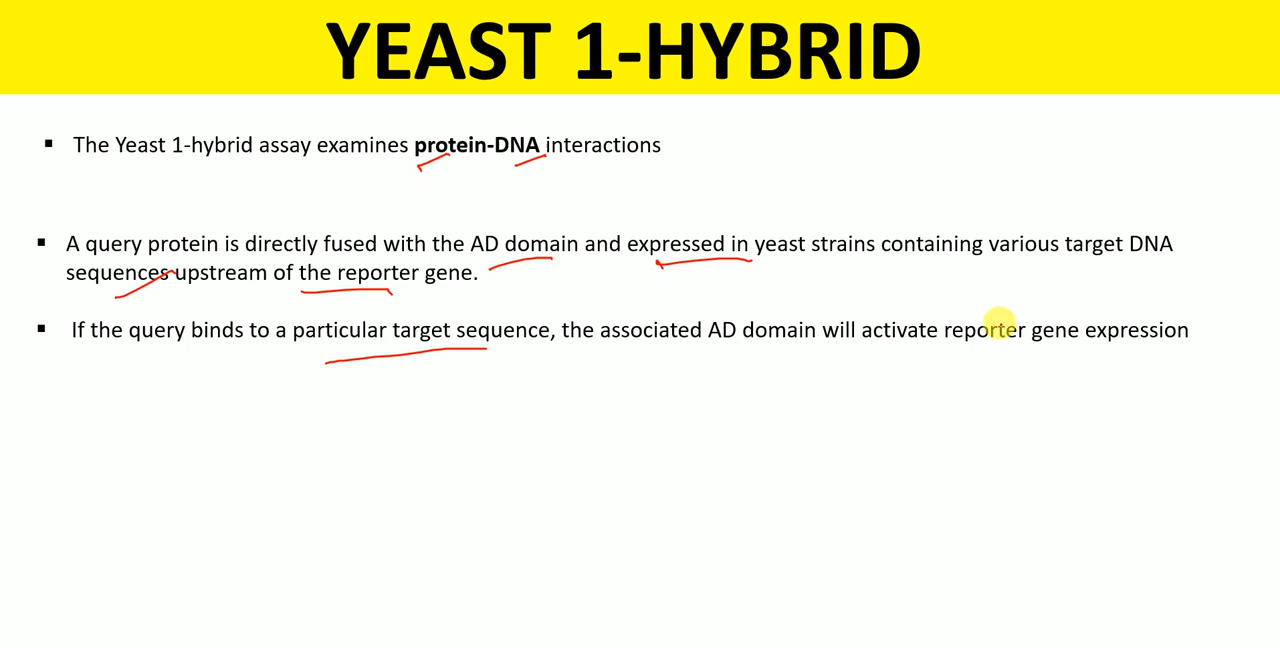 YEAST 1-HYBRID
▪ The Yeast 1-hybrid assay examines protein-DNA interactions
▪ A query protein is directly fused with the AD domain and expressed in yeast strains containing various target DNA
sequences upstream of the reporter gene.
▪ If the query binds to a particular target sequence, the associated AD domain will activate reporter gene expression